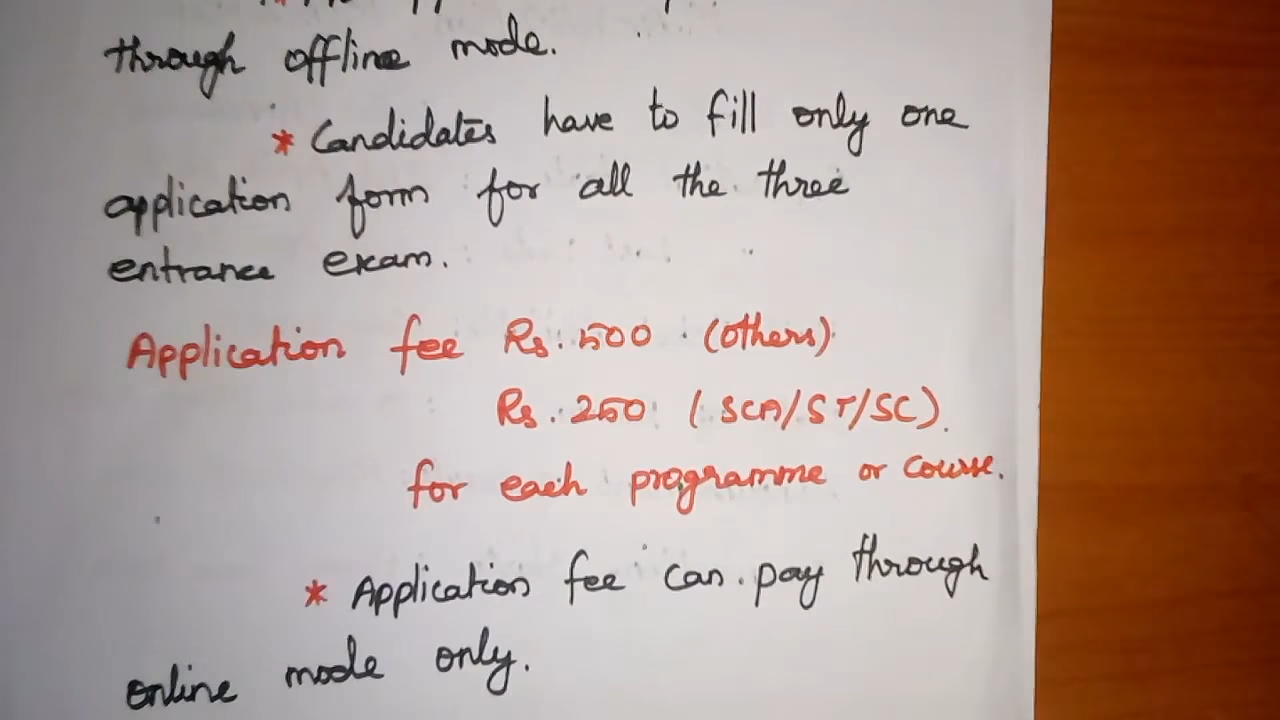 through offline mode.
* Candidates have to fill only one
application form for all the three
entrance exam.
Application fee Rs. 500 (others)
Rs. 250 (SCA/ST/SC).
for each programme or course.
* Application fee can pay through
online mode only.